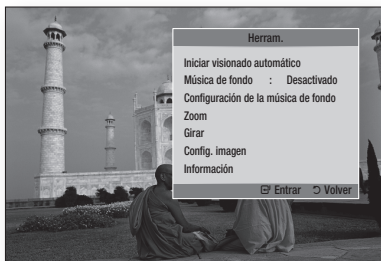 Herram.
Iniciar visionado automático
Música de fondo : Desactivado
Configuración de la música de fondo
Zoom
Girar
Config. imagen
Información
Entrar Volver